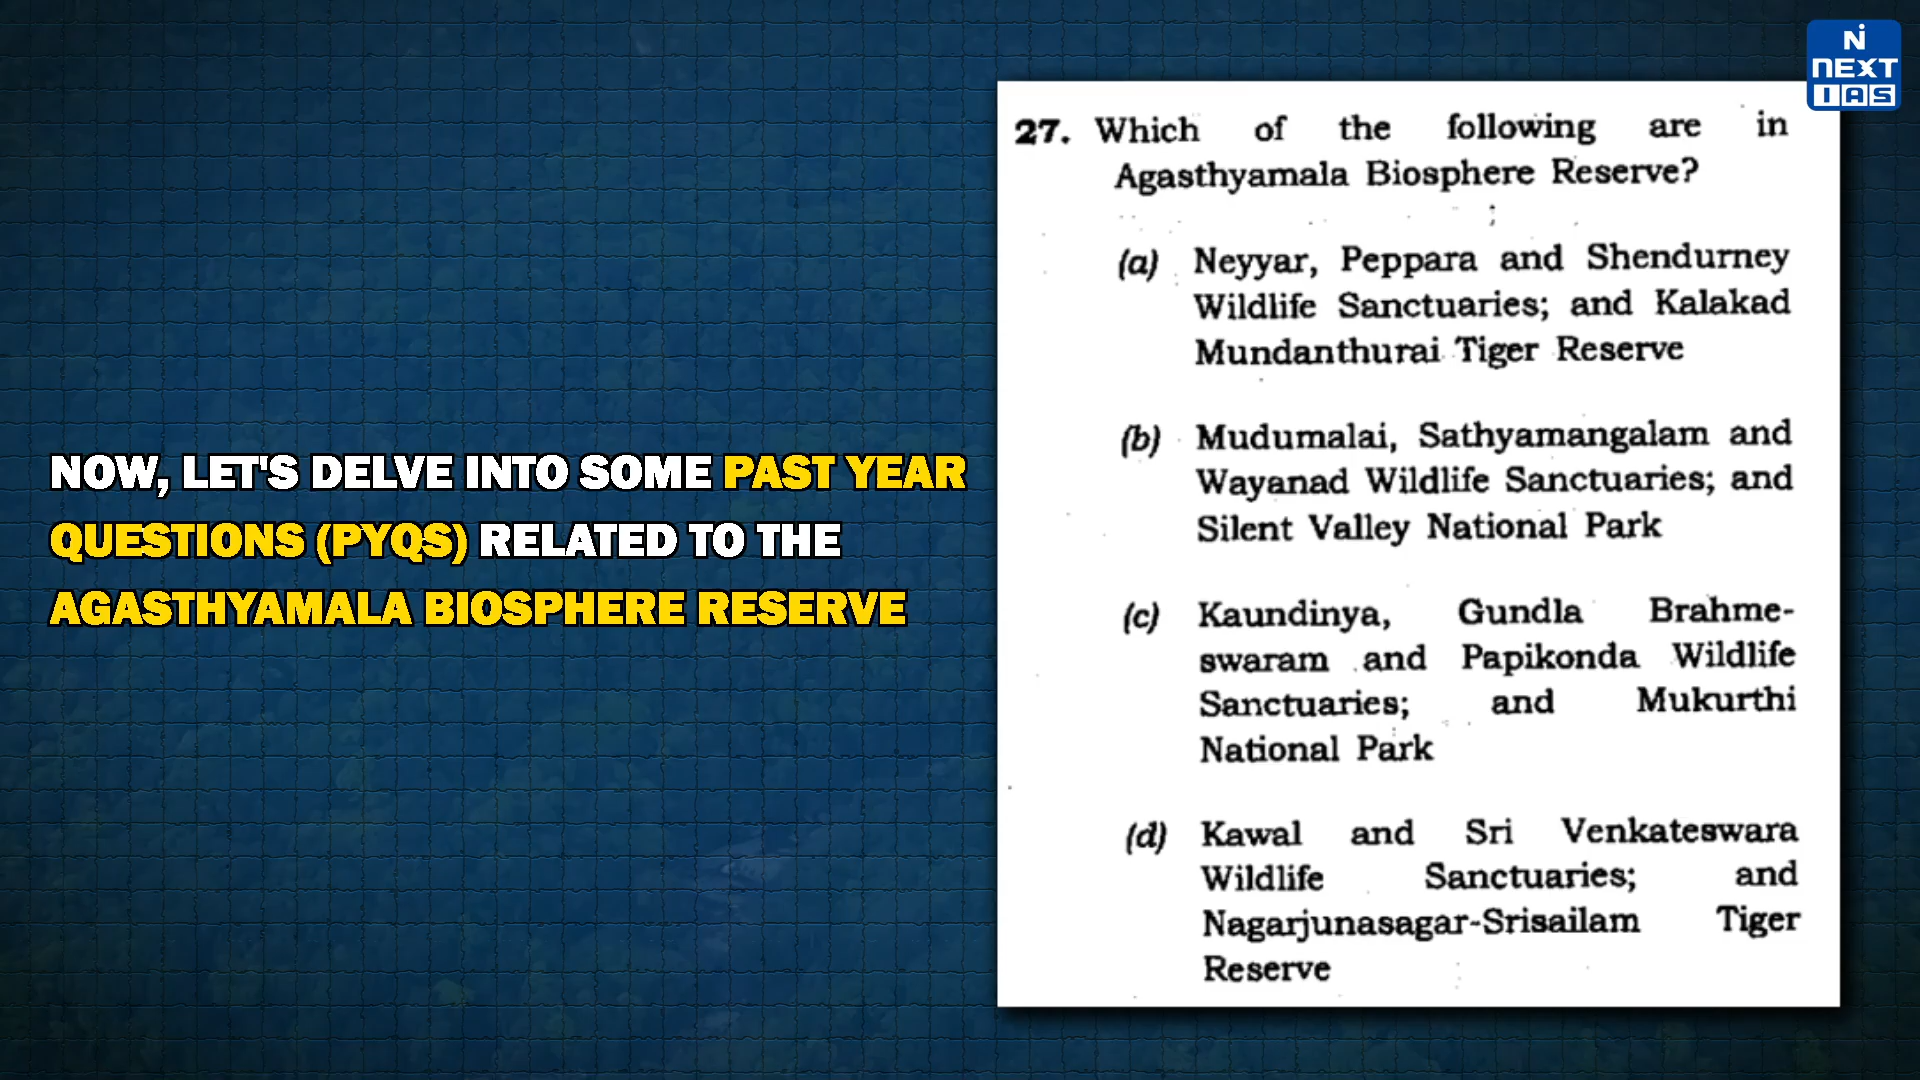 Ni
NEXT
IAS
NOW, LET'S DELVE INTO SOME PAST YEAR
QUESTIONS (PYQS) RELATED TO THE
AGASTHYAMALA BIOSPHERE RESERVE
27. Which of the following are in
Agasthyamala Biosphere Reserve?
(a) Neyyar, Peppara and Shendurney
Wildlife Sanctuaries; and Kalakad
Mundanthurai Tiger Reserve
(b) Mudumalai, Sathyamangalam and
Wayanad Wildlife Sanctuaries; and
Silent Valley National Park
(c) Kaundinya, Gundla Brahme-
swaram and Papikonda Wildlife
Sanctuaries; and Mukurthi
National Park
(d) Kawal and Sri Venkateswara
Wildlife Sanctuaries; and
Nagarjunasagar-Srisailam Tiger
Reserve